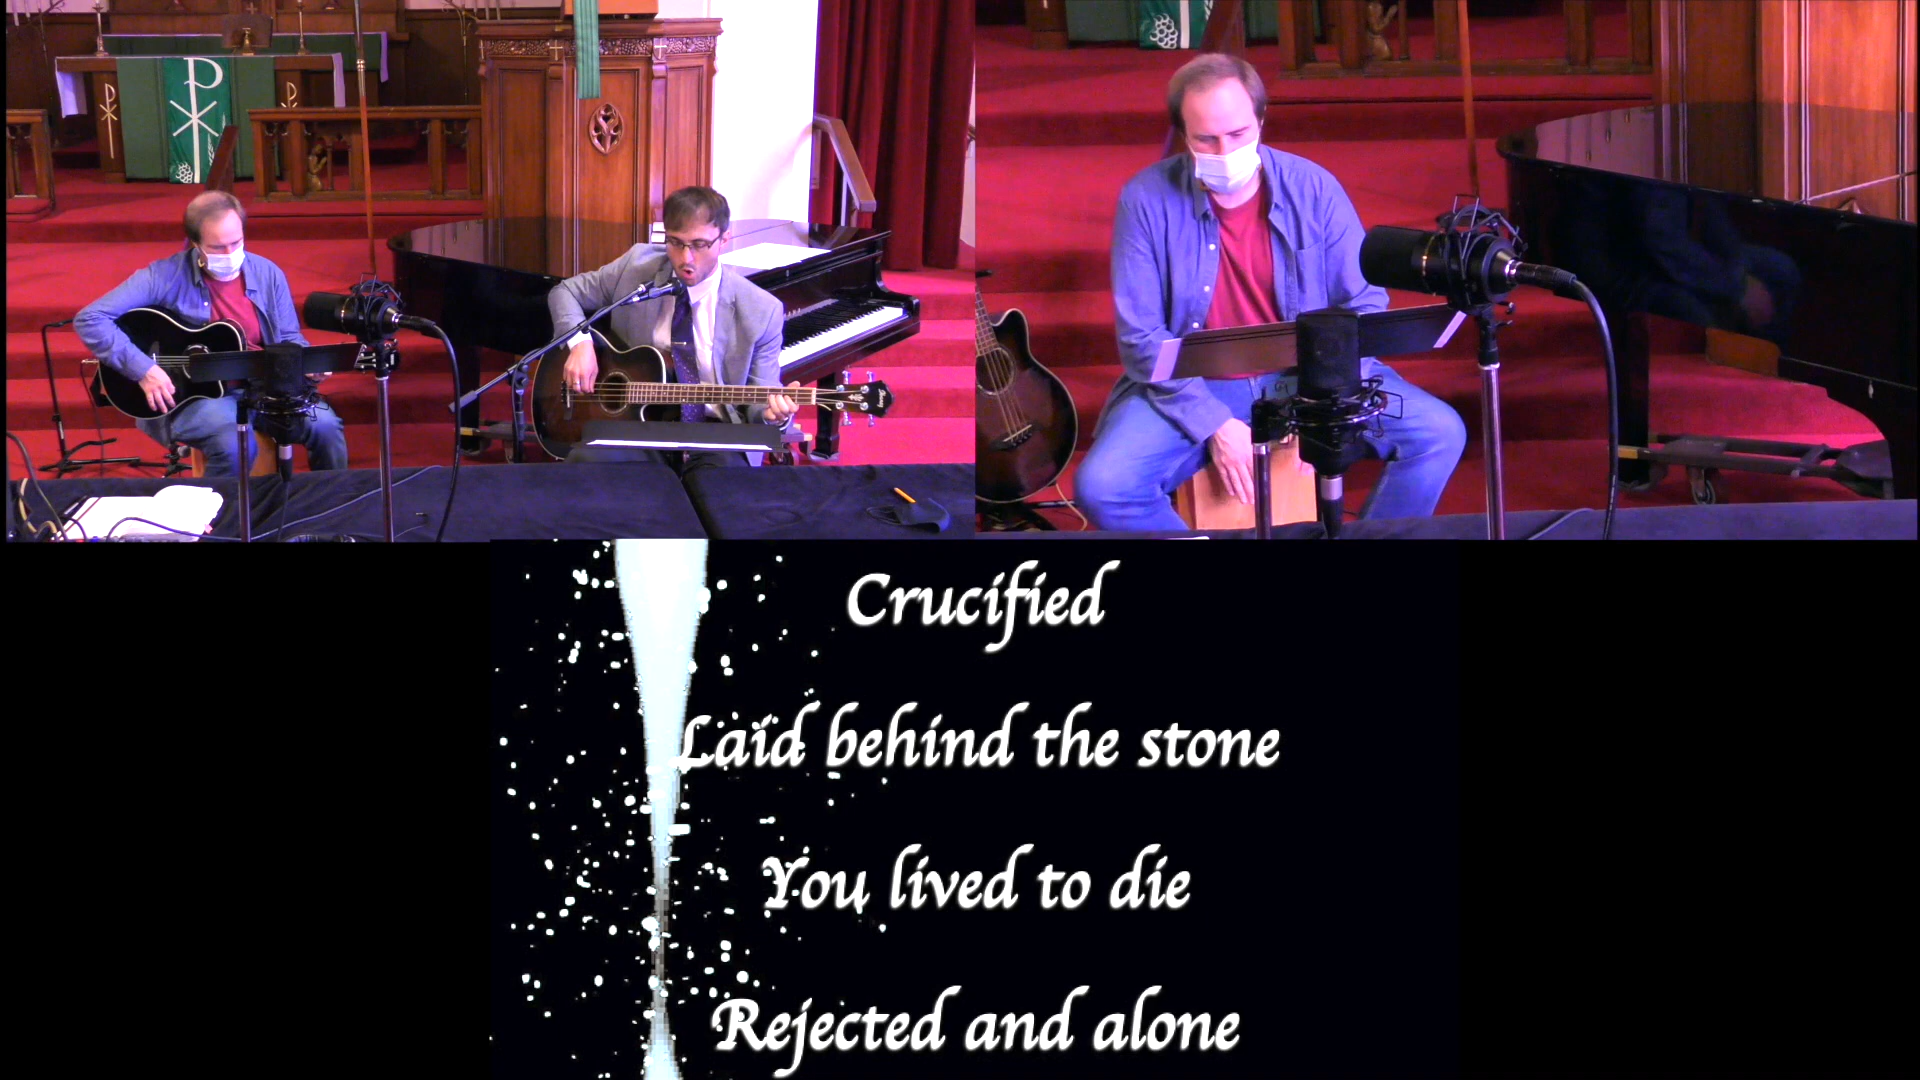 Crucified
Laid behind the stone
You lived to die
Rejected and alone